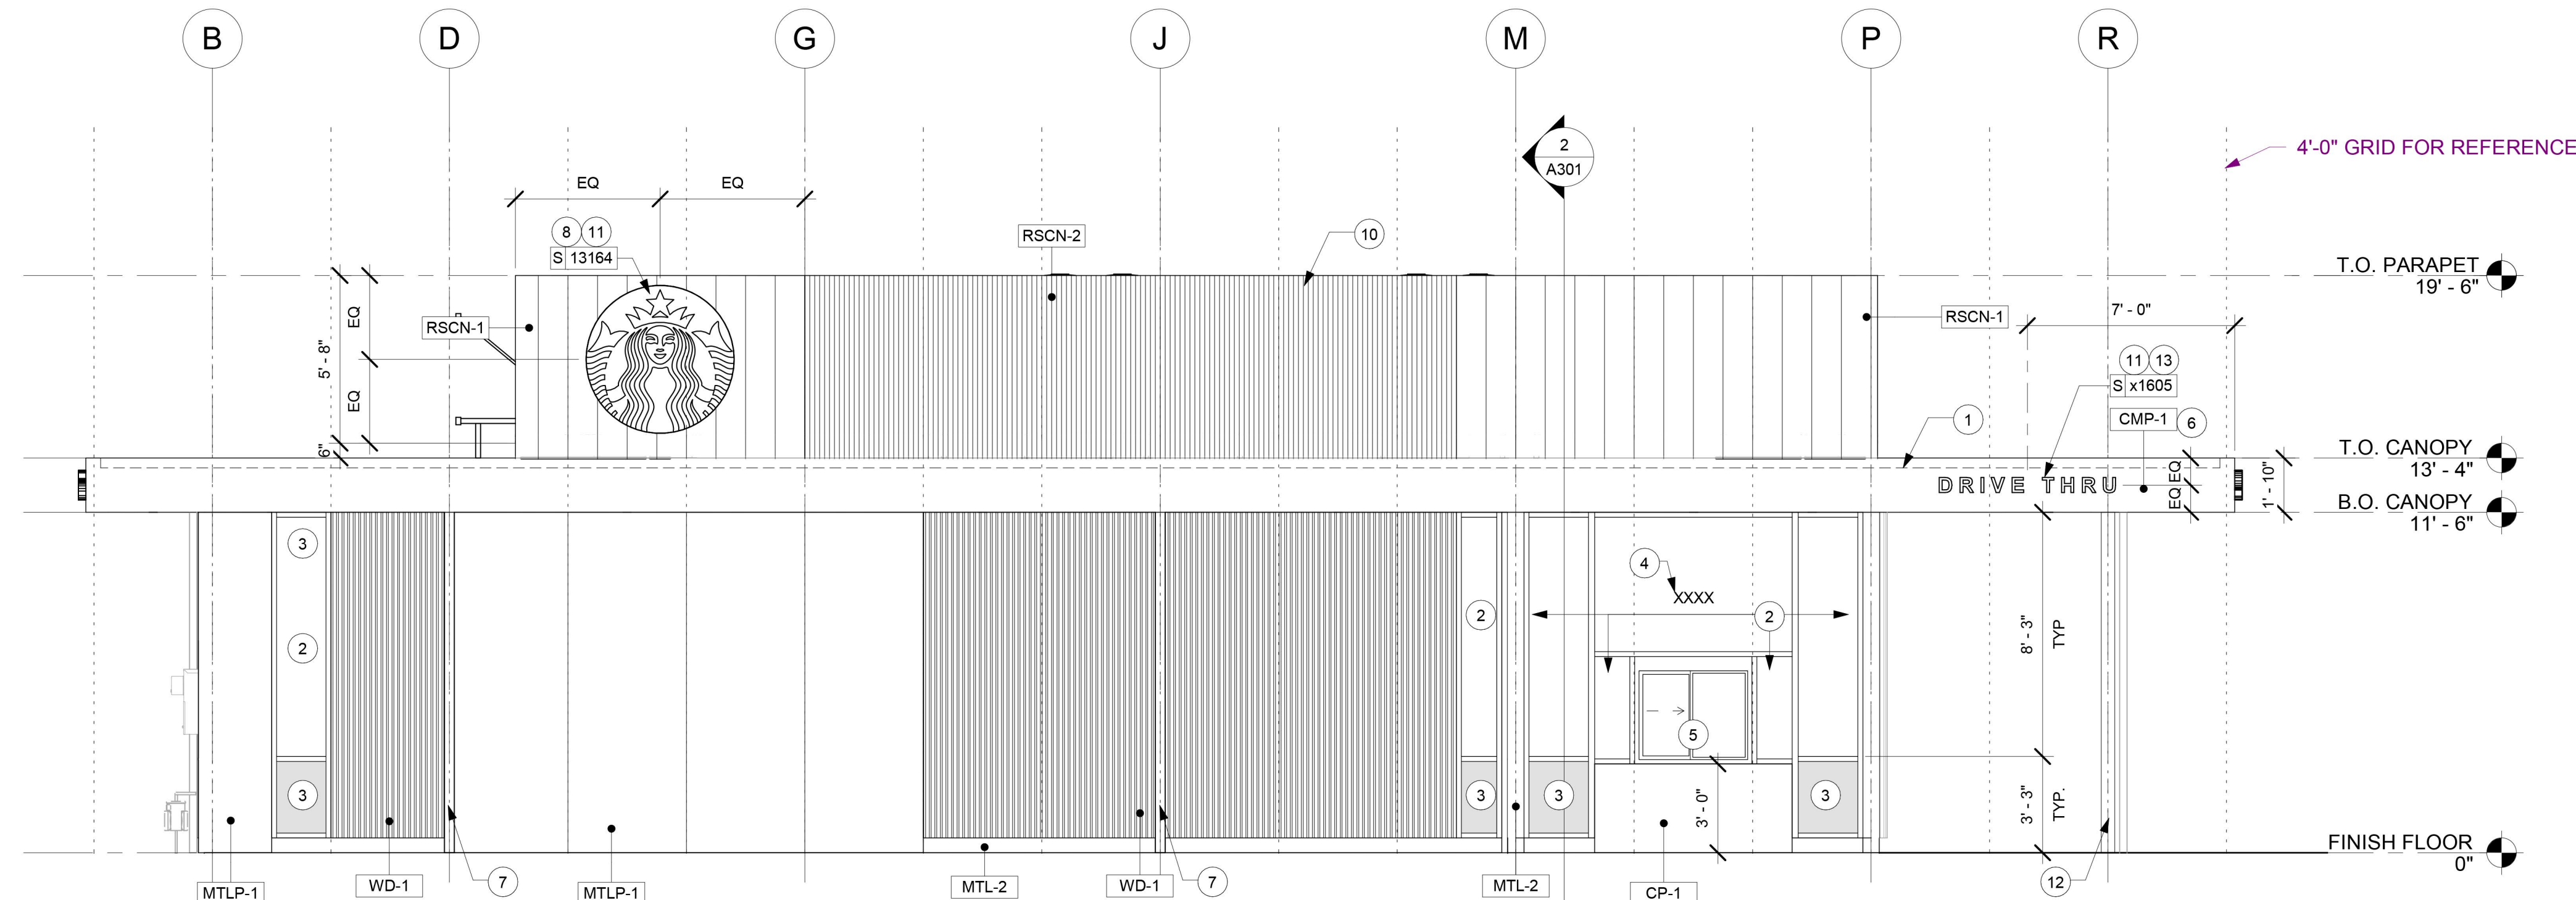 B
D
G
J
M
P
R
2
A301
4'-0" GRID FOR REFERENCE
EQ
EQ
8
11
S
13164
RSCN-2
10
T.O. PARAPET
19' - 6"
RSCN-1
RSCN-1
7' - 0"
EQ
5' - 8"
EQ
6"
11
13
S
x1605
CMP-1
6
1
T.O. CANOPY
13' - 4"
DRIVE THRU
EQ
EQ
1' - 10"
B.O. CANOPY
11' - 6"
3
4
XXXX
2
2
2
8' - 3"
TYP
5
3
3
3
3
3' - 0"
3' - 3"
TYP.
FINISH FLOOR
0"
MTLP-1
WD-1
7
MTLP-1
MTL-2
WD-1
7
MTL-2
CP-1
12